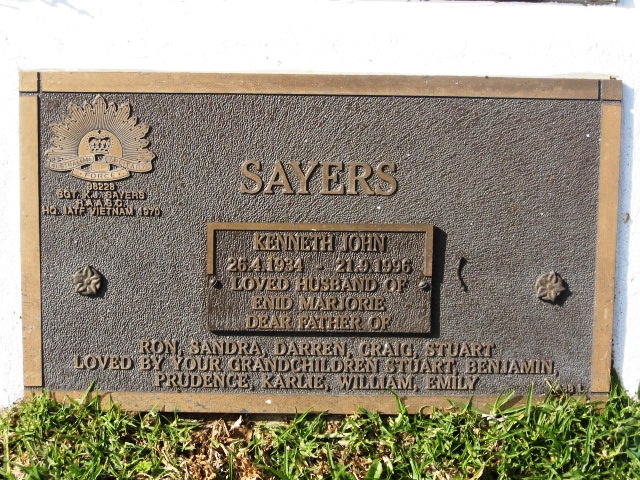 FORCE
38228
SGT. K.J. SAYERS
R.A.A.S.C.
HQ. 1ATF VIETNAM 1970
SAYERS
KENNETH JOHN
26.4.1934 - 21.9.1996
LOVED HUSBAND OF
ENID MARJORIE
DEAR FATHER OF
RON, SANDRA, DARREN, CRAIG, STUART
LOVED BY YOUR GRANDCHILDREN STUART, BENJAMIN,
PRUDENCE, KARLIE, WILLIAM, EMILY